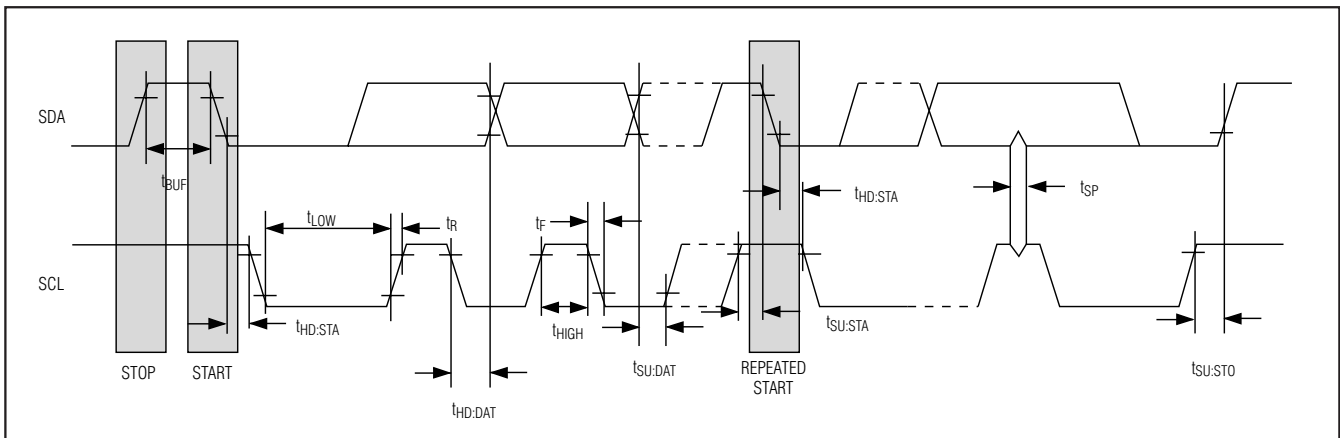 SDA
tBUF
tHD:STA
tSP
tLOW
tR
tF
SCL
tHD:STA
tHIGH
tSU:STA
tSU:DAT
tSU:STO
STOP
START
REPEATED
START
tHD:DAT